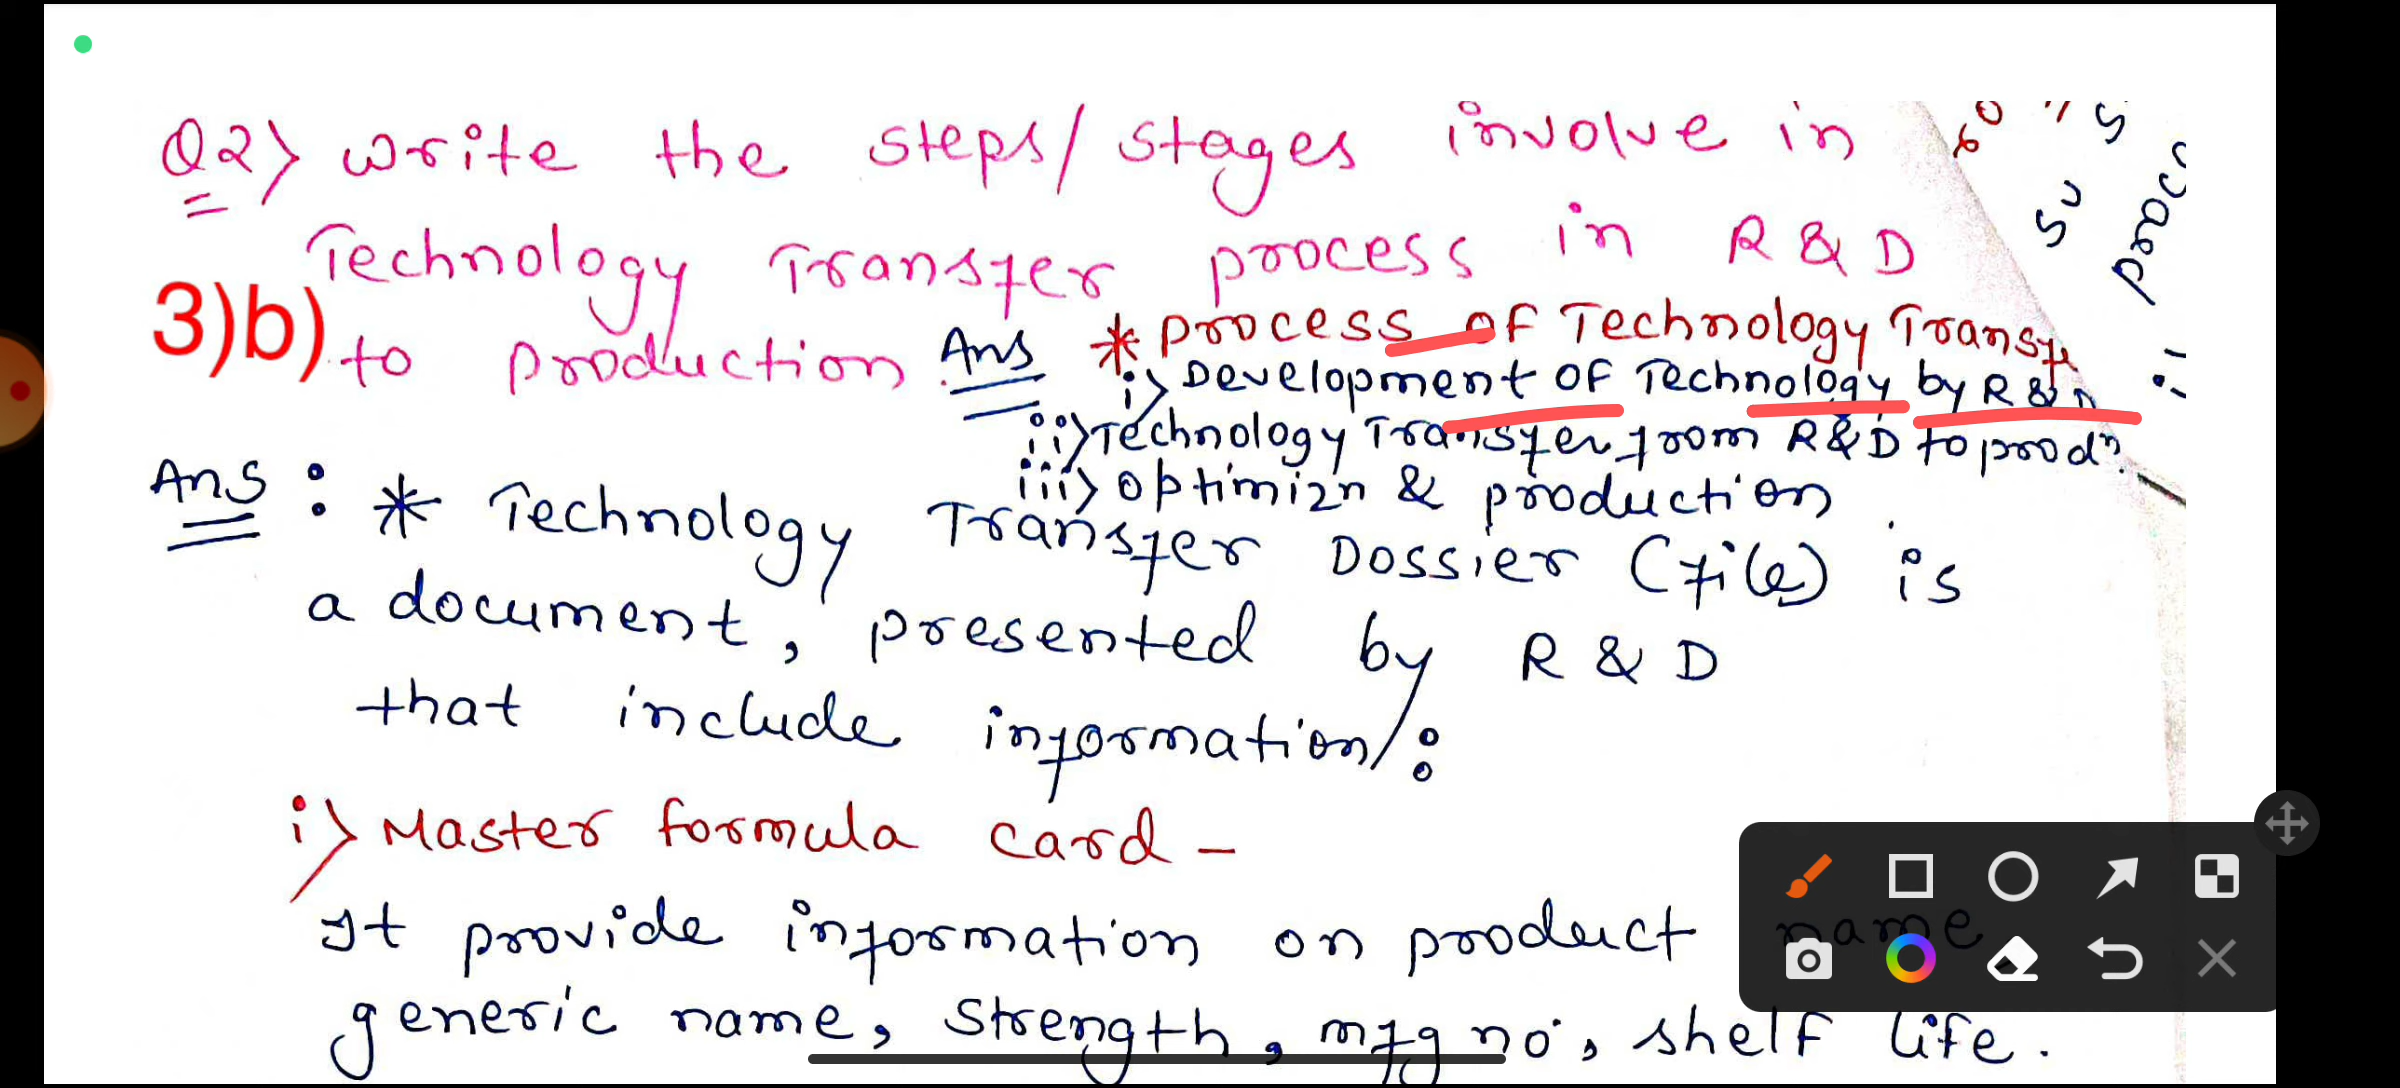 Q2) write the steps/stages involve in
Technology Transfer process in R & D
3)b)
to production
Ans * process of Technology Transfe
i) Development of Technology by R & D
ii) Technology Transfer from R&D to prodn.
iii) optimizn & production
Ans : * Technology Transfer Dossier (file) is
a document, presented by R & D
that include information :
i) Master formula card -
It provide information on product name
generic name, strength, mfg no., shelf life.